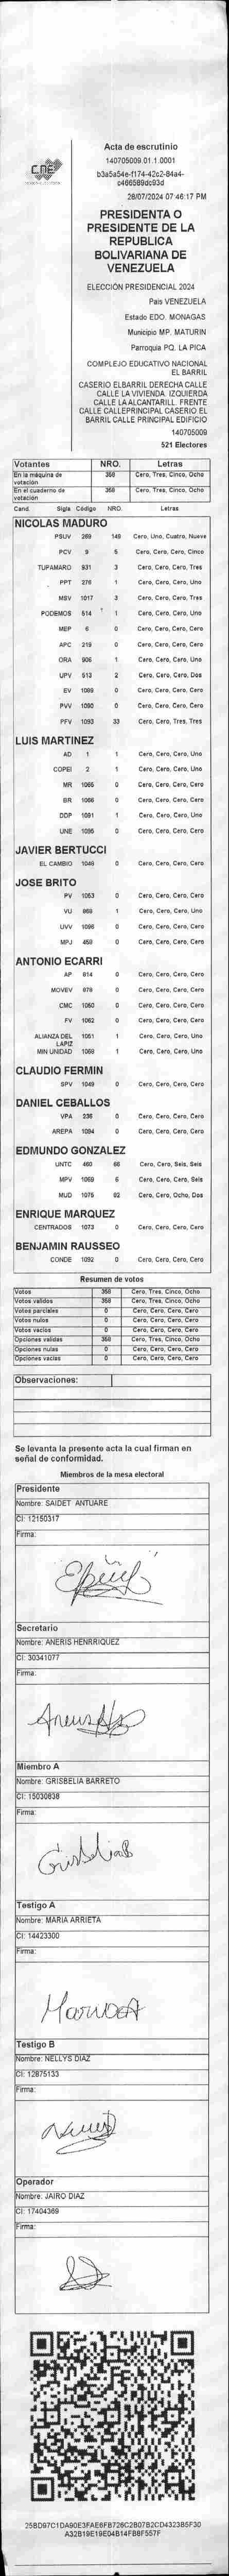 CNE
Acta de escrutinio
140705009.01.1.0001
b3a5a54e-f174-42c2-84a4-
c466589dc93d
28/07/2024 07:46:17 PM
PRESIDENTA O
PRESIDENTE DE LA
REPUBLICA
BOLIVARIANA DE
VENEZUELA
ELECCIÓN PRESIDENCIAL 2024
País VENEZUELA
Estado EDO. MONAGAS
Municipio MP. MATURIN
Parroquia PQ. LA PICA
COMPLEJO EDUCATIVO NACIONAL
EL BARRIL
CASERIO ELBARRIL DERECHA CALLE
CALLE LA VIVIENDA. IZQUIERDA
CALLE LA ALCANTARILL. FRENTE
CALLE CALLEPRINCIPAL CASERIO EL
BARRIL CALLE PRINCIPAL EDIFICIO
140705009
521 Electores
Votantes NRO. Letras
En la máquina de votación 358 Cero, Tres, Cinco, Ocho
En el cuaderno de votación 358 Cero, Tres, Cinco, Ocho
Cand. Sigla Código NRO. Letras
NICOLAS MADURO
PSUV 269 149 Cero, Uno, Cuatro, Nueve
PCV 9 5 Cero, Cero, Cero, Cinco
TUPAMARO 931 3 Cero, Cero, Cero, Tres
PPT 276 1 Cero, Cero, Cero, Uno
MSV 1017 3 Cero, Cero, Cero, Tres
PODEMOS 514 1 Cero, Cero, Cero, Uno
MEP 6 0 Cero, Cero, Cero, Cero
APC 219 0 Cero, Cero, Cero, Cero
ORA 906 1 Cero, Cero, Cero, Uno
UPV 513 2 Cero, Cero, Cero, Dos
EV 1089 0 Cero, Cero, Cero, Cero
PVV 1090 0 Cero, Cero, Cero, Cero
PFV 1093 33 Cero, Cero, Tres, Tres
LUIS MARTINEZ
AD 1 1 Cero, Cero, Cero, Uno
COPEI 2 1 Cero, Cero, Cero, Uno
MR 1065 0 Cero, Cero, Cero, Cero
BR 1066 0 Cero, Cero, Cero, Cero
DDP 1091 1 Cero, Cero, Cero, Uno
UNE 1095 0 Cero, Cero, Cero, Cero
JAVIER BERTUCCI
EL CAMBIO 1048 0 Cero, Cero, Cero, Cero
JOSE BRITO
PV 1053 0 Cero, Cero, Cero, Cero
VU 868 1 Cero, Cero, Cero, Uno
UVV 1096 0 Cero, Cero, Cero, Cero
MPJ 458 0 Cero, Cero, Cero, Cero
ANTONIO ECARRI
AP 814 0 Cero, Cero, Cero, Cero
MOVEV 978 0 Cero, Cero, Cero, Cero
CMC 1050 0 Cero, Cero, Cero, Cero
FV 1062 0 Cero, Cero, Cero, Cero
ALIANZA DEL LAPIZ 1051 1 Cero, Cero, Cero, Uno
MIN UNIDAD 1068 1 Cero, Cero, Cero, Uno
CLAUDIO FERMIN
SPV 1049 0 Cero, Cero, Cero, Cero
DANIEL CEBALLOS
VPA 236 0 Cero, Cero, Cero, Cero
AREPA 1094 0 Cero, Cero, Cero, Cero
EDMUNDO GONZALEZ
UNTC 460 66 Cero, Cero, Seis, Seis
MPV 1069 6 Cero, Cero, Cero, Seis
MUD 1075 82 Cero, Cero, Ocho, Dos
ENRIQUE MARQUEZ
CENTRADOS 1073 0 Cero, Cero, Cero, Cero
BENJAMIN RAUSSEO
CONDE 1092 0 Cero, Cero, Cero, Cero
Resumen de votos
Votos 358 Cero, Tres, Cinco, Ocho
Votos válidos 358 Cero, Tres, Cinco, Ocho
Votos parciales 0 Cero, Cero, Cero, Cero
Votos nulos 0 Cero, Cero, Cero, Cero
Votos vacíos 0 Cero, Cero, Cero, Cero
Opciones válidas 358 Cero, Tres, Cinco, Ocho
Opciones nulas 0 Cero, Cero, Cero, Cero
Opciones vacías 0 Cero, Cero, Cero, Cero
Observaciones:
Se levanta la presente acta la cual firman en
señal de conformidad.
Miembros de la mesa electoral
Presidente
Nombre: SAIDET ANTUARE
CI: 12150317
Firma:
Secretario
Nombre: ANERIS HENRRIQUEZ
CI: 30341077
Firma:
Miembro A
Nombre: GRISBELIA BARRETO
CI: 15030838
Firma:
Testigo A
Nombre: MARIA ARRIETA
CI: 14423300
Firma:
Testigo B
Nombre: NELLYS DIAZ
CI: 12875133
Firma:
Operador
Nombre: JAIRO DIAZ
CI: 17404369
Firma:
25BD97C1DA90E3FAE6FB726C2B07B2CD4323B5F30
A32B19E19E04B14FB8F557F